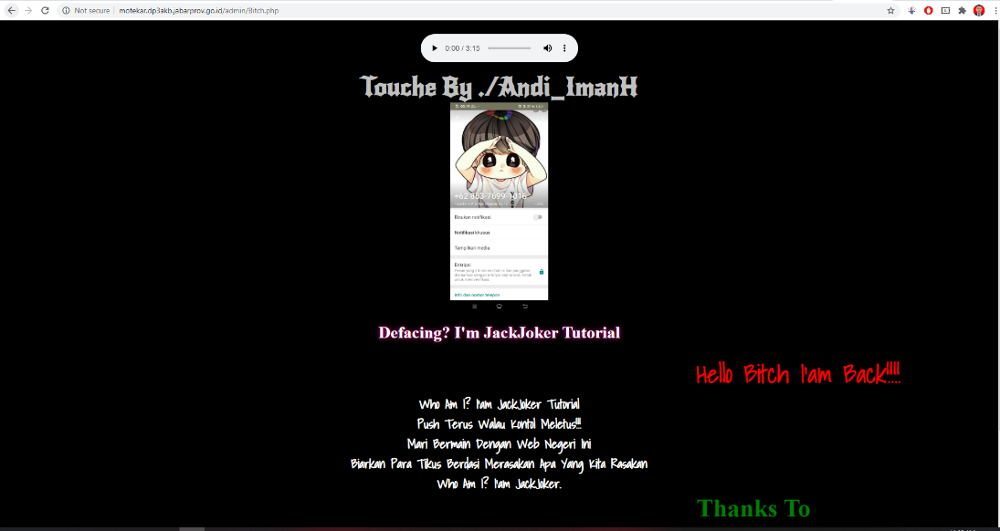 Not secure
motekar.dp3akb.jabarprov.go.id/admin/Bitch.php
0:00 / 3:15
Touche By ./Andi_ImanH
+62 853-7699-1016
Bisukan notifikasi
Notifikasi khusus
Tampilkan media
Enkripsi
Info dan nomor telepon
Defacing? I'm JackJoker Tutorial
Hello Bitch I'am Back!!!!
Who Am I? I'am JackJoker Tutorial
Push Terus Walau Kontol Meletus!!!
Mari Bermain Dengan Web Negeri Ini
Biarkan Para Tikus Berdasi Merasakan Apa Yang Kita Rasakan
Who Am I? I'am JackJoker.
Thanks To